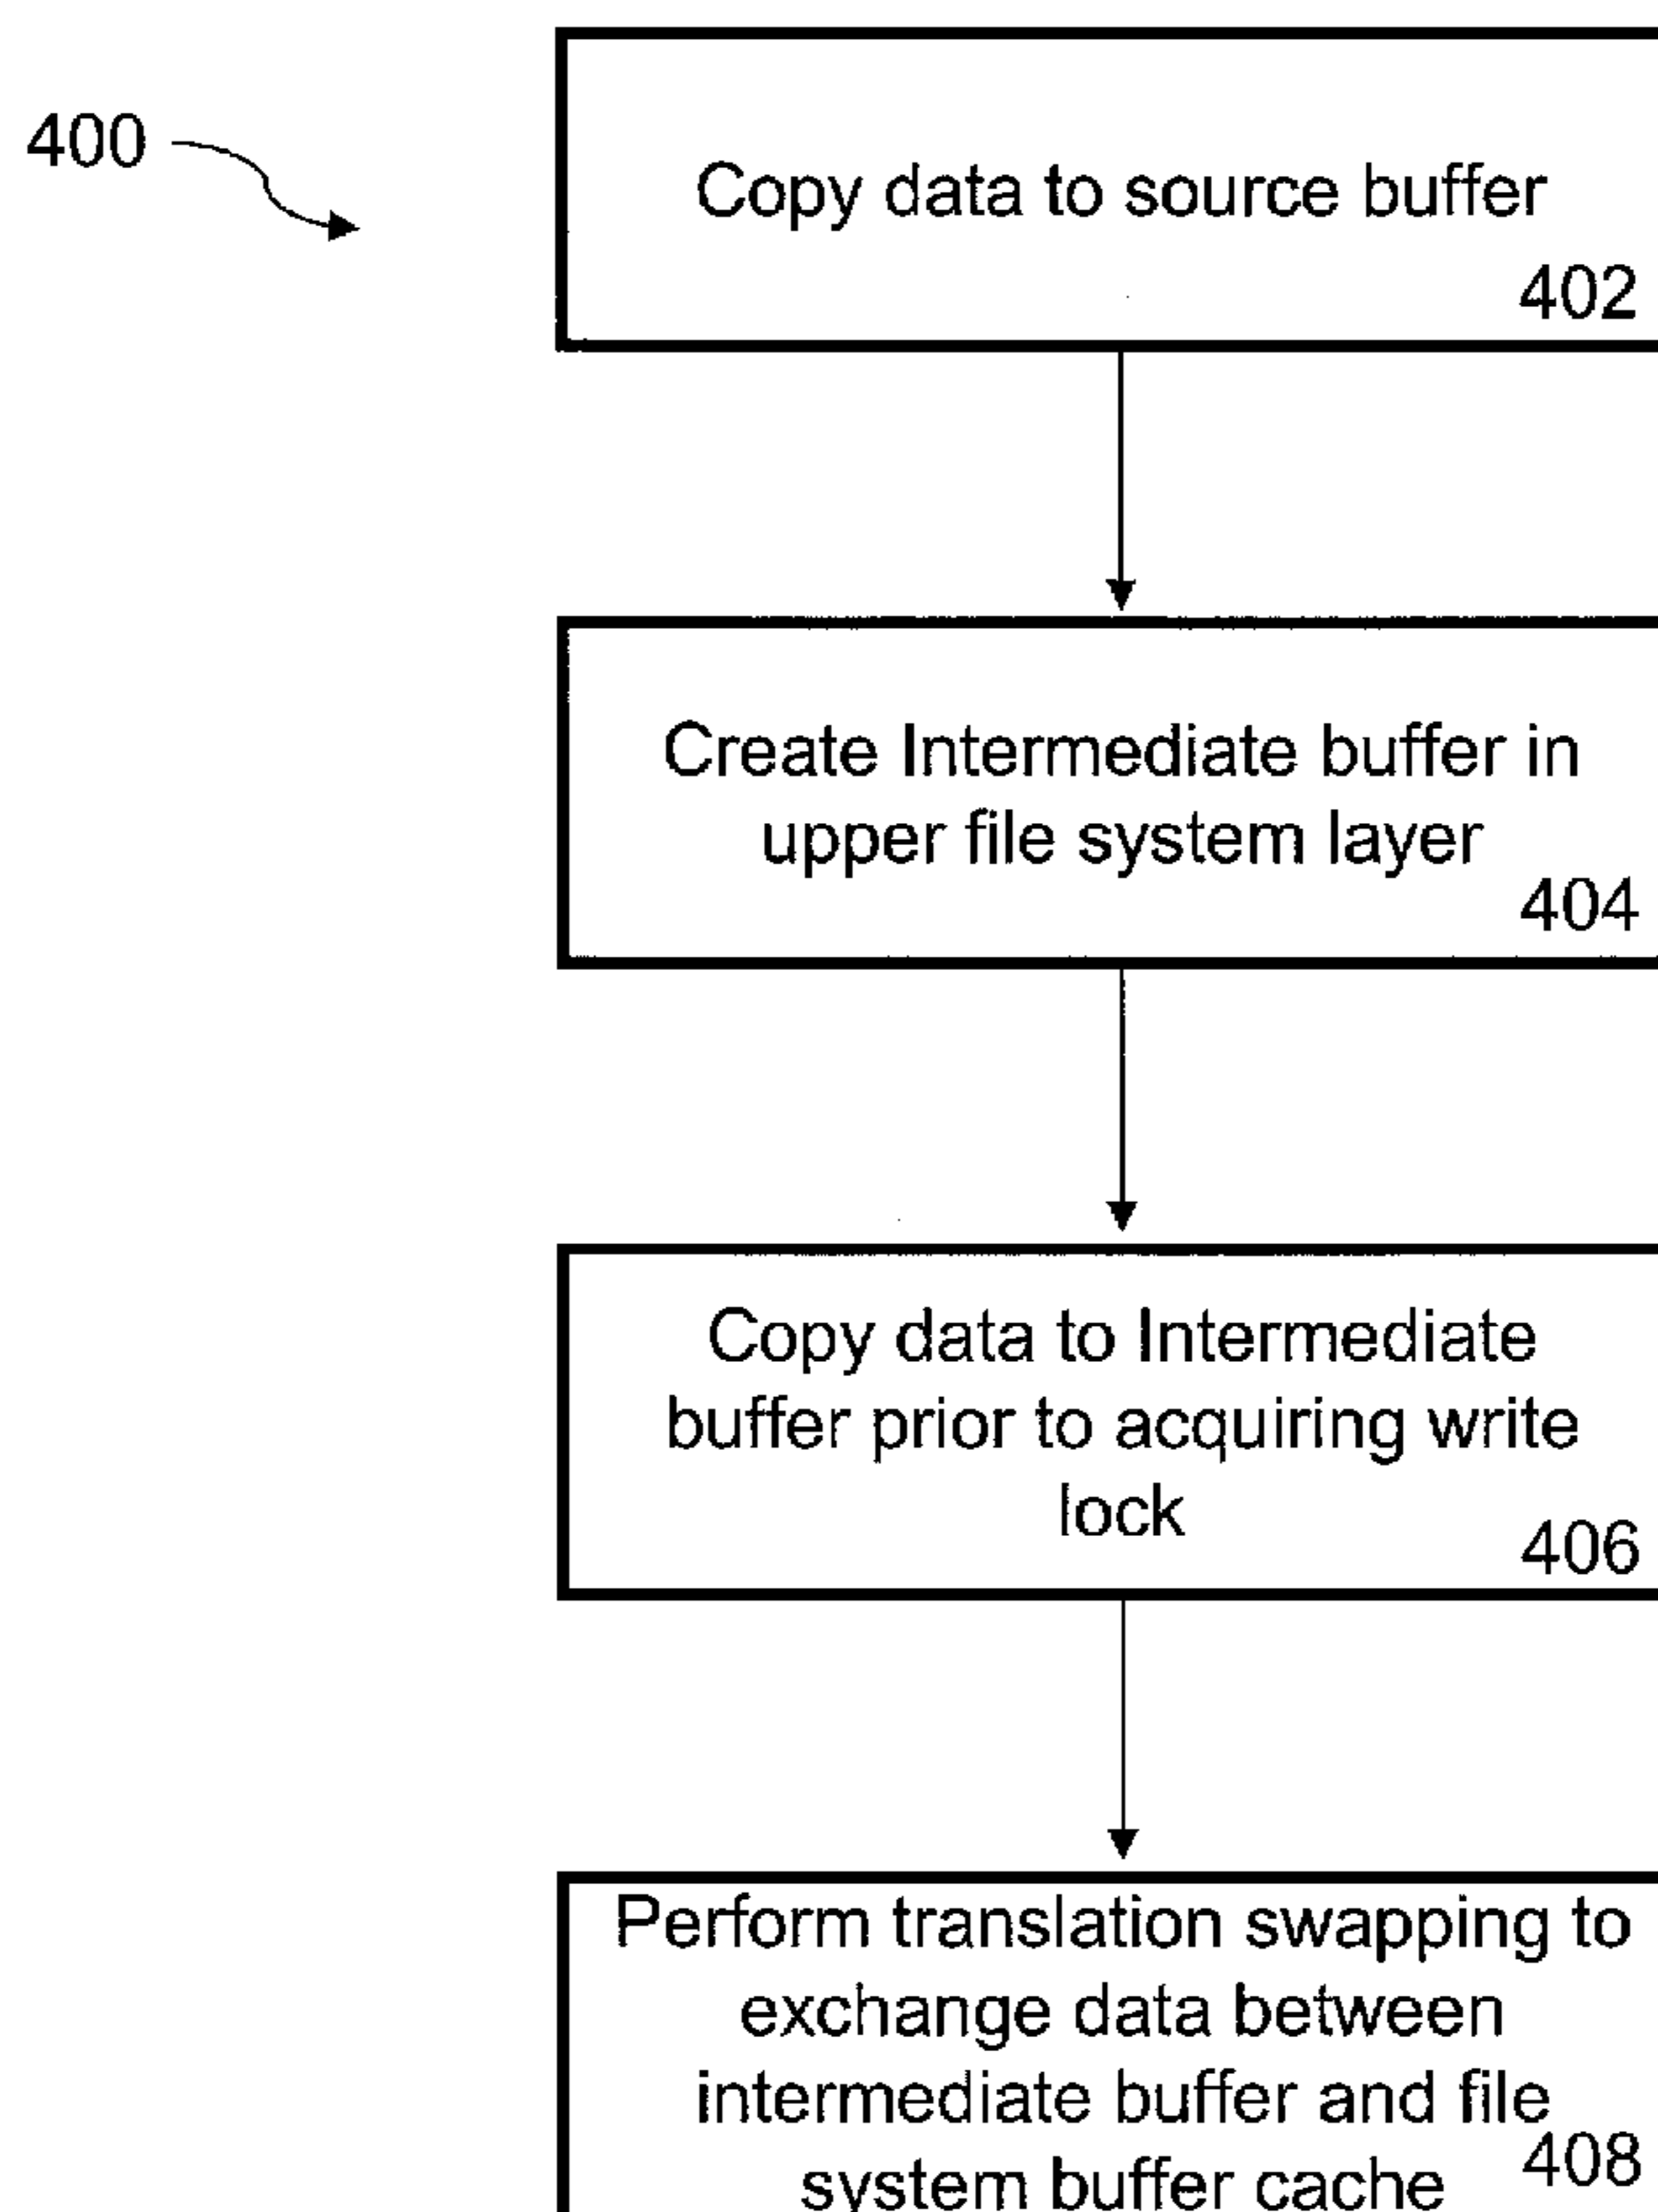 400
Copy data to source buffer
402
Create Intermediate buffer in
upper file system layer
404
Copy data to Intermediate
buffer prior to acquiring write
lock
406
Perform translation swapping to
exchange data between
intermediate buffer and file
system buffer cache
408